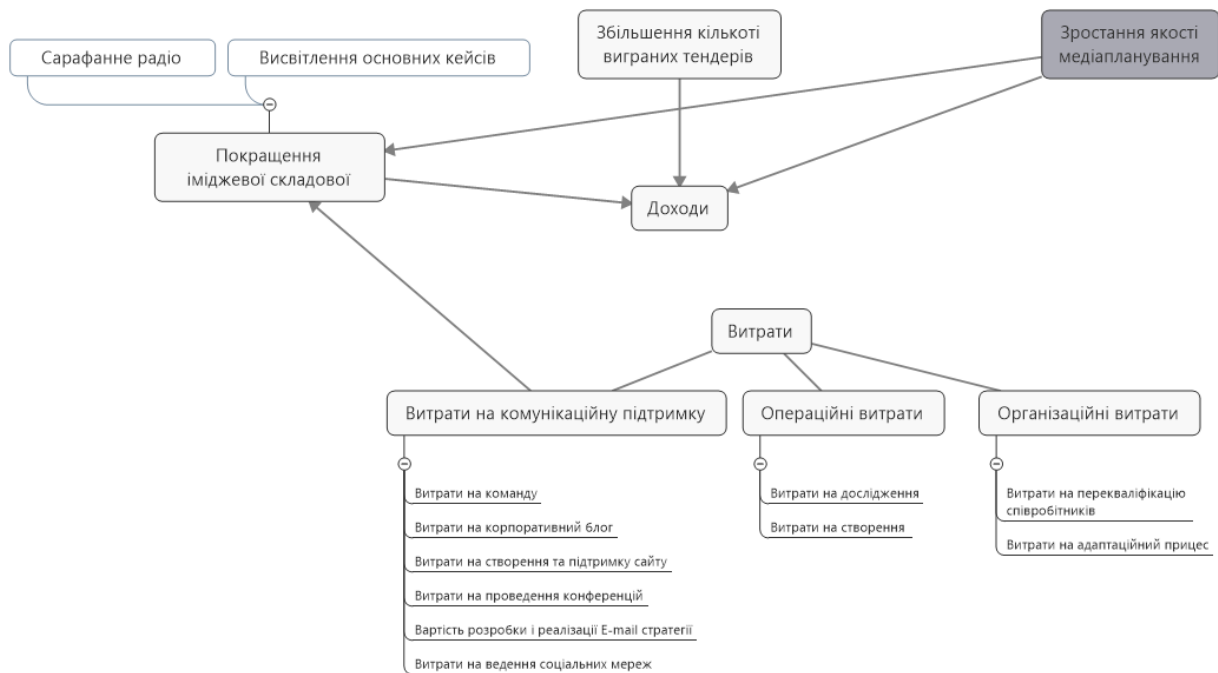 Збільшення кількоті
виграних тендерів
Зростання якості
медіапланування
Сарафанне радіо
Висвітлення основних кейсів
Покращення
іміджевої складової
Доходи
Витрати
Витрати на комунікаційну підтримку
Операційні витрати
Організаційні витрати
Витрати на команду
Витрати на корпоративний блог
Витрати на створення та підтримку сайту
Витрати на проведення конференцій
Вартість розробки і реалізації E-mail стратегії
Витрати на ведення соціальних мереж
Витрати на дослідження
Витрати на створення
Витрати на перекваліфікацію
співробітників
Витрати на адаптаційний прицес